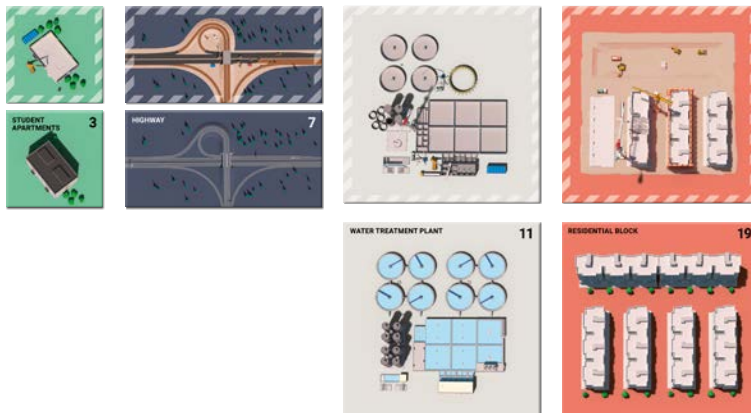 STUDENT
APARTMENTS 3
HIGHWAY 7
WATER TREATMENT PLANT 11
RESIDENTIAL BLOCK 19